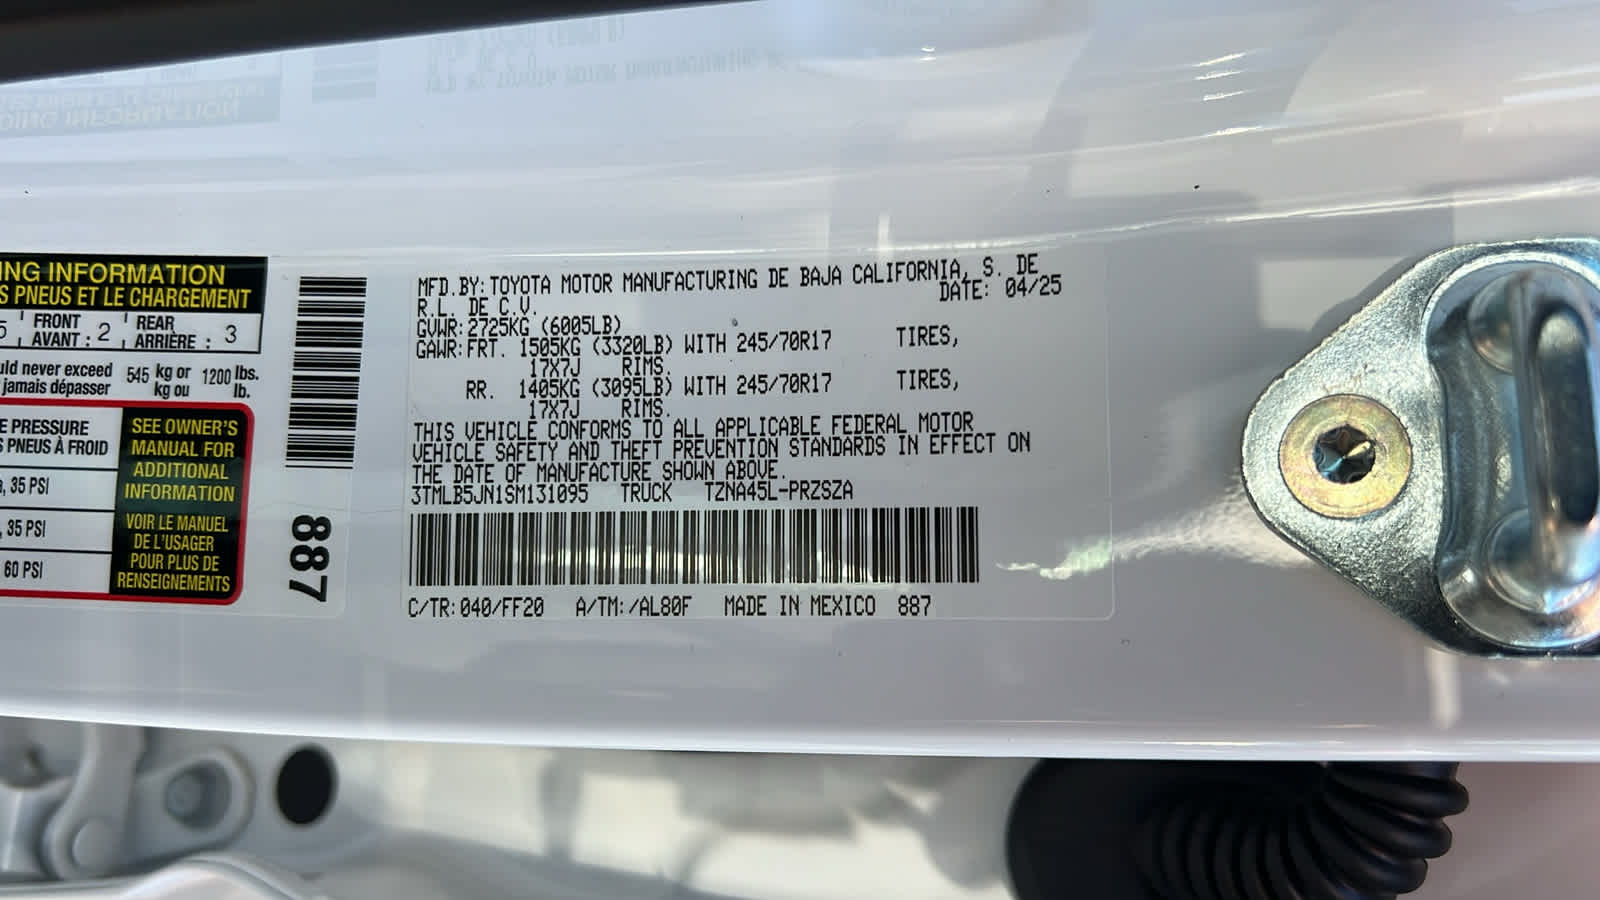 NG INFORMATION
S PNEUS ET LE CHARGEMENT
5 FRONT AVANT : 2 REAR ARRIÈRE : 3
uld never exceed 545 kg or 1200 lbs.
jamais dépasser kg ou lb.
E PRESSURE
S PNEUS À FROID
, 35 PSI
, 35 PSI
60 PSI
SEE OWNER'S
MANUAL FOR
ADDITIONAL
INFORMATION
VOIR LE MANUEL
DE L'USAGER
POUR PLUS DE
RENSEIGNEMENTS
887
MFD.BY:TOYOTA MOTOR MANUFACTURING DE BAJA CALIFORNIA, S. DE
R.L. DE C.V. DATE: 04/25
GVWR:2725KG (6005LB)
GAWR:FRT. 1505KG (3320LB) WITH 245/70R17 TIRES,
17X7J RIMS.
RR. 1405KG (3095LB) WITH 245/70R17 TIRES,
17X7J RIMS.
THIS VEHICLE CONFORMS TO ALL APPLICABLE FEDERAL MOTOR
VEHICLE SAFETY AND THEFT PREVENTION STANDARDS IN EFFECT ON
THE DATE OF MANUFACTURE SHOWN ABOVE.
3TMLB5JN1SM131095 TRUCK TZNA45L-PRZSZA
C/TR:040/FF20 A/TM:/AL80F MADE IN MEXICO 887